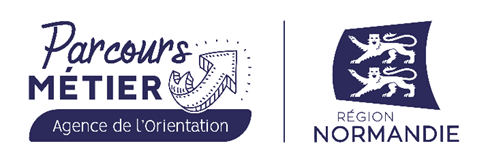 Parcours
MÉTIER
Agence de l'Orientation
RÉGION
NORMANDIE